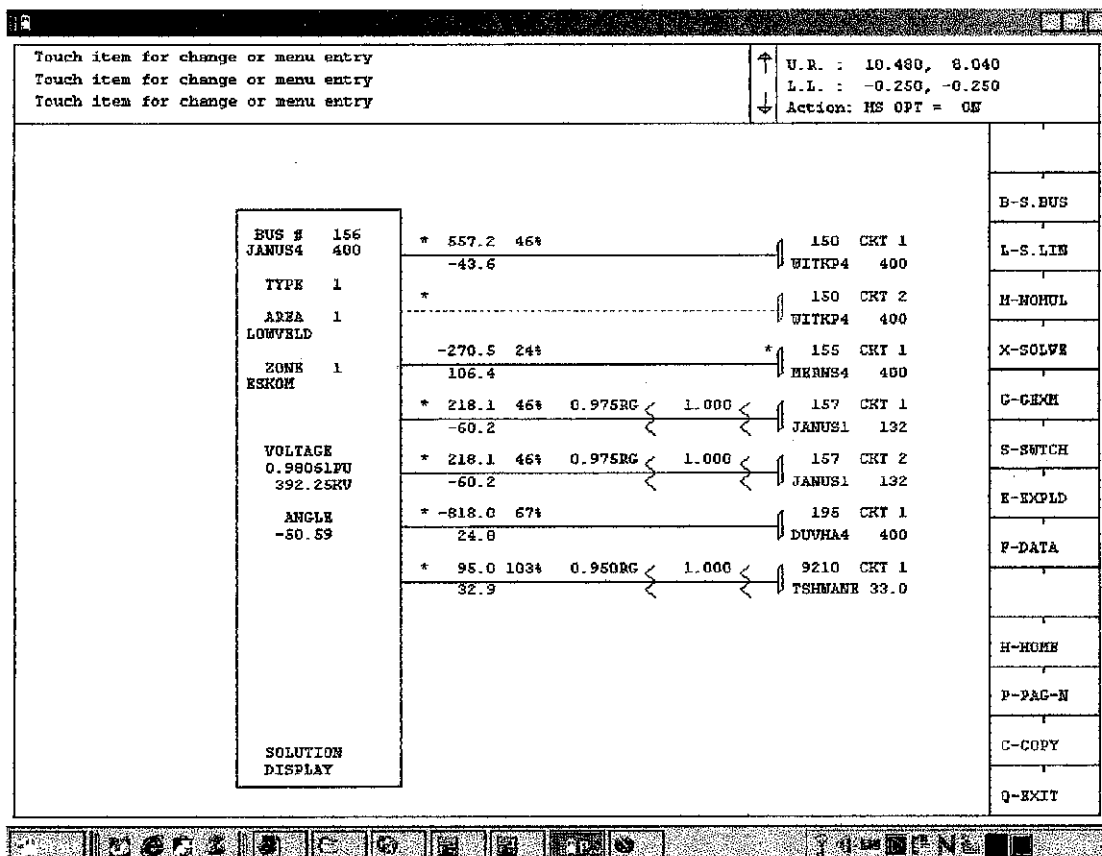 Touch item for change or menu entry
Touch item for change or menu entry
Touch item for change or menu entry
U.R. : 10.480, 8.040
L.L. : -0.250, -0.250
Action: HS OPT = ON
BUS # 156
JANUS4 400
TYPE 1
AREA 1
LOWVELD
ZONE 1
ESKOM
VOLTAGE
0.98061PU
392.25KV
ANGLE
-50.59
SOLUTION
DISPLAY
* 557.2 46% 150 CKT 1
-43.6 WITKP4 400
* 150 CKT 2
WITKP4 400
-270.5 24% * 155 CKT 1
106.4 MERNS4 400
* 218.1 46% 0.975RG 1.000 157 CKT 1
-60.2 JANUS1 132
* 218.1 46% 0.975RG 1.000 157 CKT 2
-60.2 JANUS1 132
* -818.0 67% 195 CKT 1
24.8 DUVHA4 400
* 95.0 103% 0.950RG 1.000 9210 CKT 1
32.9 TSHWANE 33.0
B-S.BUS
L-S.LIN
M-NOMUL
X-SOLVE
G-GEXM
S-SWTCH
E-EXPLD
F-DATA
H-HOME
P-PAG-N
C-COPY
Q-EXIT